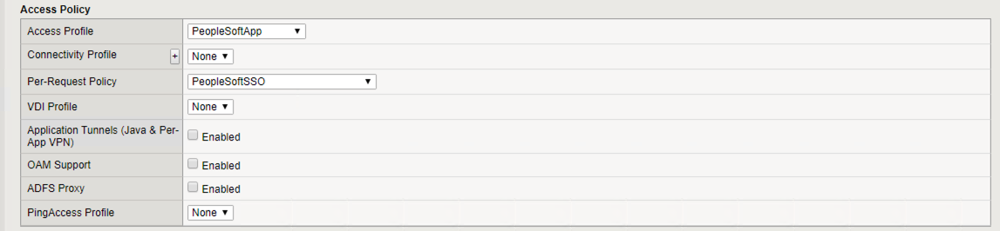 Access Policy
Access Profile PeopleSoftApp
Connectivity Profile + None
Per-Request Policy PeopleSoftSSO
VDI Profile None
Application Tunnels (Java & Per-
App VPN) Enabled
OAM Support Enabled
ADFS Proxy Enabled
PingAccess Profile None